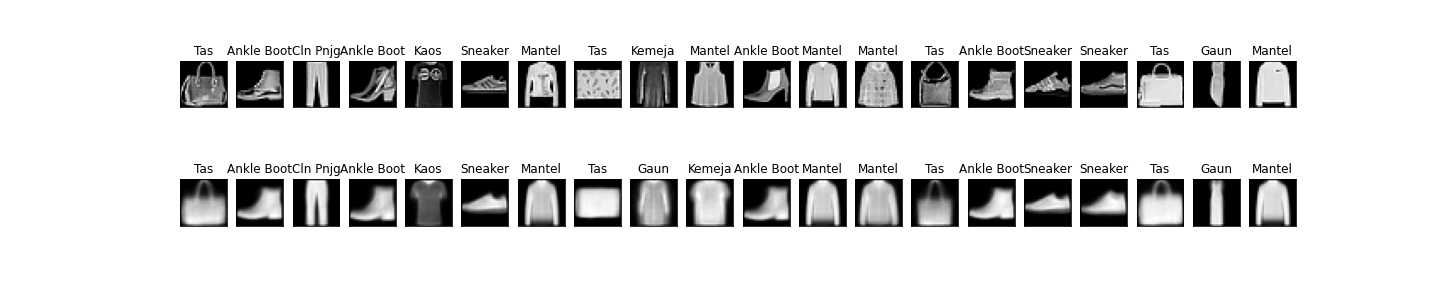 Tas Ankle Boot Cln Pnjg Ankle Boot Kaos Sneaker Mantel Tas Kemeja Mantel Ankle Boot Mantel Mantel Tas Ankle Boot Sneaker Sneaker Tas Gaun Mantel
Tas Ankle Boot Cln Pnjg Ankle Boot Kaos Sneaker Mantel Tas Gaun Kemeja Ankle Boot Mantel Mantel Tas Ankle Boot Sneaker Sneaker Tas Gaun Mantel